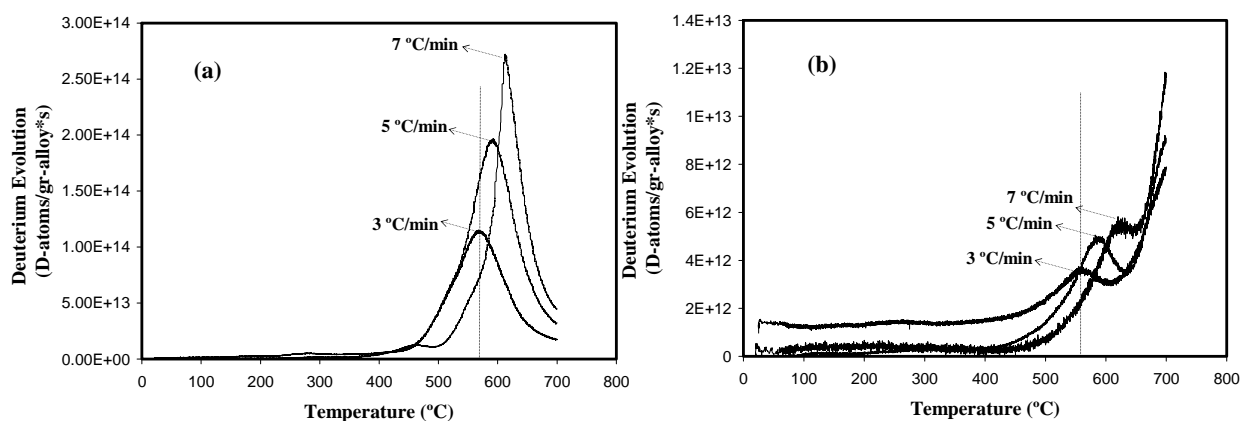 3.00E+14
2.50E+14
2.00E+14
1.50E+14
1.00E+14
5.00E+13
0.00E+00
Deuterium Evolution
(D-atoms/gr-alloy*s)
(a)
7 ºC/min
5 ºC/min
3 ºC/min
0 100 200 300 400 500 600 700 800
Temperature (ºC)
1.4E+13
1.2E+13
1E+13
8E+12
6E+12
4E+12
2E+12
0
Deuterium Evolution
(D-atoms/gr-alloy*s)
(b)
7 ºC/min
5 ºC/min
3 ºC/min
0 100 200 300 400 500 600 700 800
Temperature (ºC)